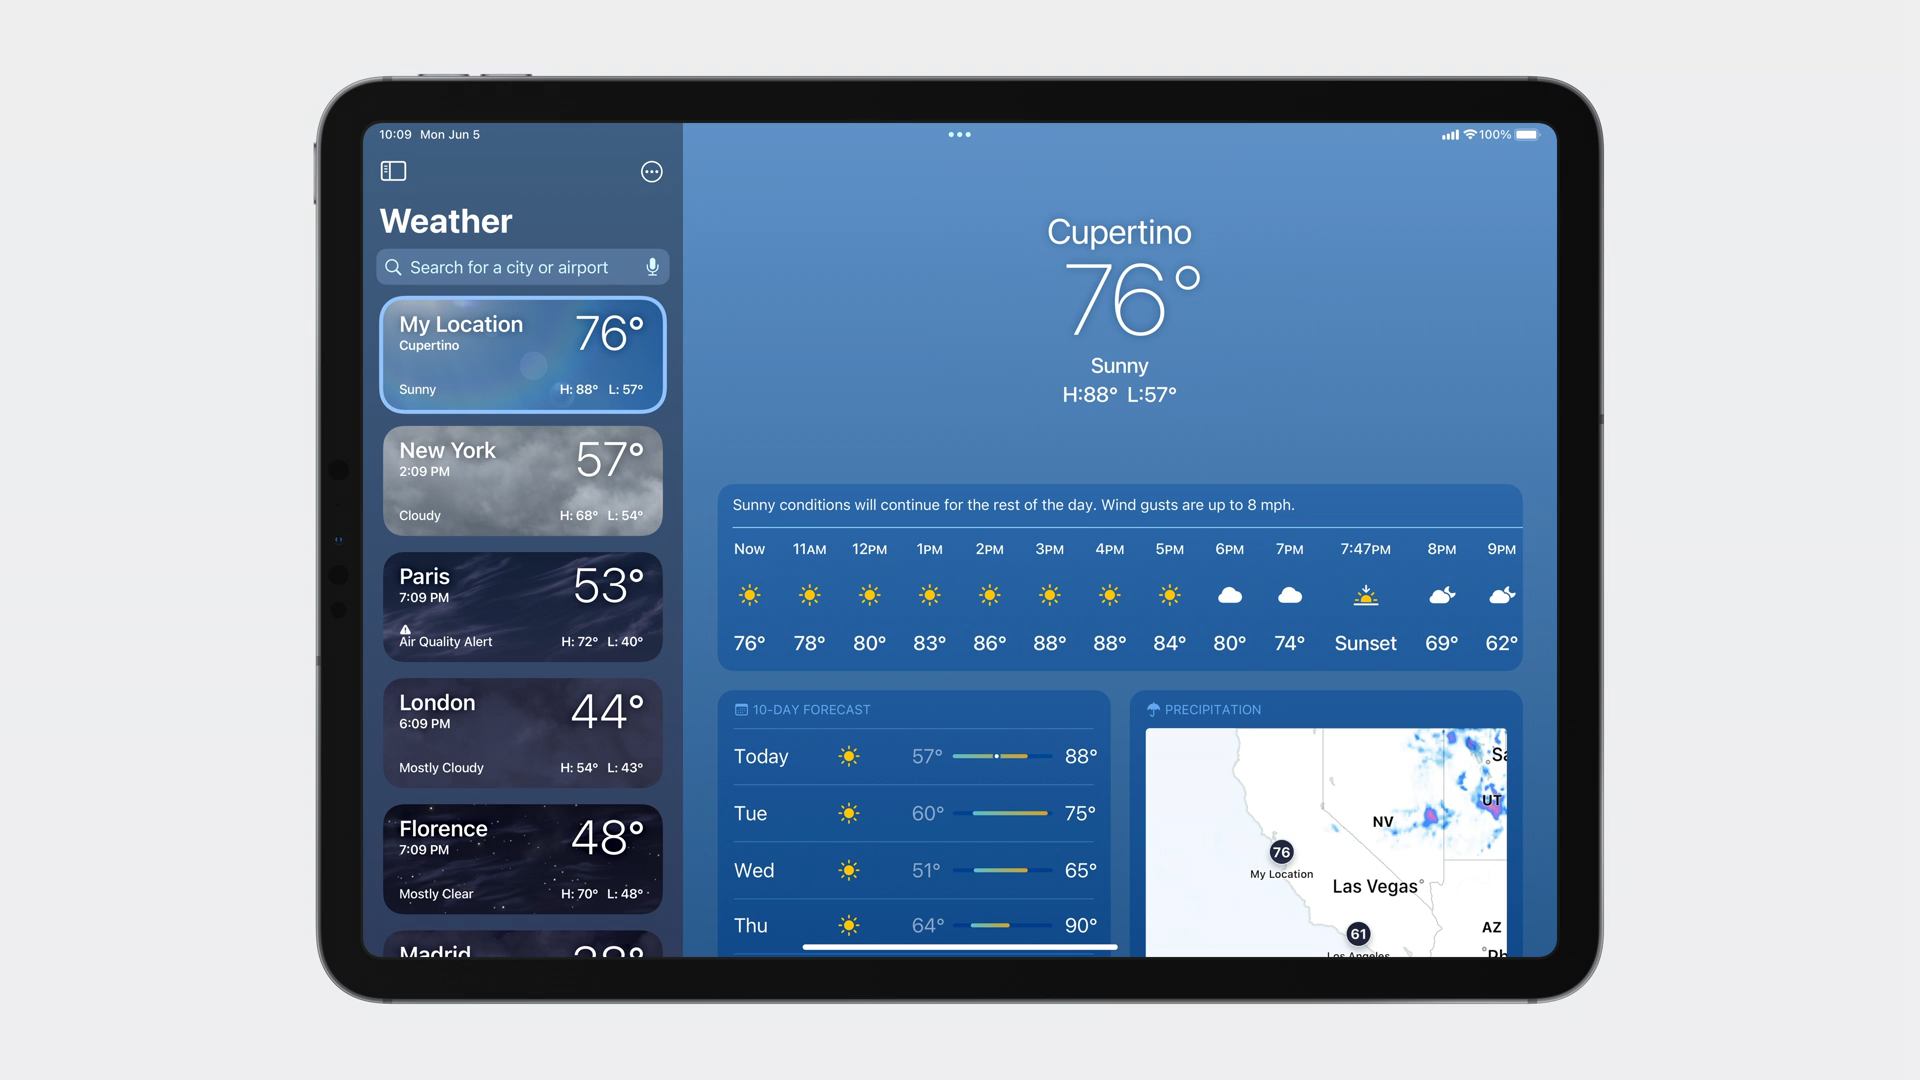 10:09 Mon Jun 5
100%
Weather
Search for a city or airport
My Location
76°
Cupertino
Sunny
H: 88° L: 57°
New York
57°
2:09 PM
Cloudy
H: 68° L: 54°
Paris
53°
7:09 PM
Air Quality Alert
H: 72° L: 40°
London
44°
6:09 PM
Mostly Cloudy
H: 54° L: 43°
Florence
48°
7:09 PM
Mostly Clear
H: 70° L: 48°
Madrid
Cupertino
76°
Sunny
H:88° L:57°
Sunny conditions will continue for the rest of the day. Wind gusts are up to 8 mph.
Now 11AM 12PM 1PM 2PM 3PM 4PM 5PM 6PM 7PM 7:47PM 8PM 9PM
76° 78° 80° 83° 86° 88° 88° 84° 80° 74° Sunset 69° 62°
10-DAY FORECAST
Today 57° 88°
Tue 60° 75°
Wed 51° 65°
Thu 64° 90°
PRECIPITATION
Sa
UT
NV
76
My Location
Las Vegas
AZ
61
Los Angeles
Ph